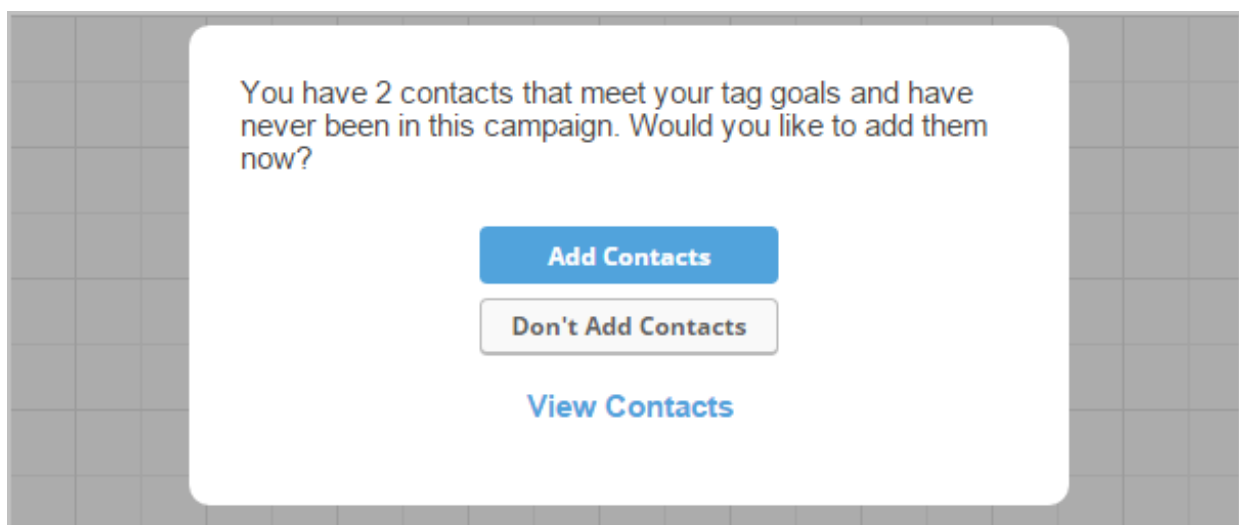 You have 2 contacts that meet your tag goals and have
never been in this campaign. Would you like to add them
now?
Add Contacts
Don't Add Contacts
View Contacts